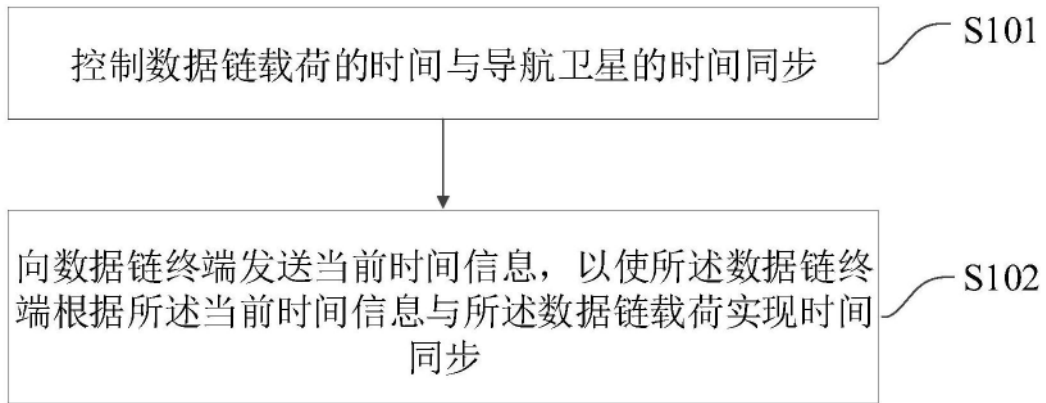 控制数据链载荷的时间与导航卫星的时间同步
S101
向数据链终端发送当前时间信息，以使所述数据链终
端根据所述当前时间信息与所述数据链载荷实现时间
同步
S102